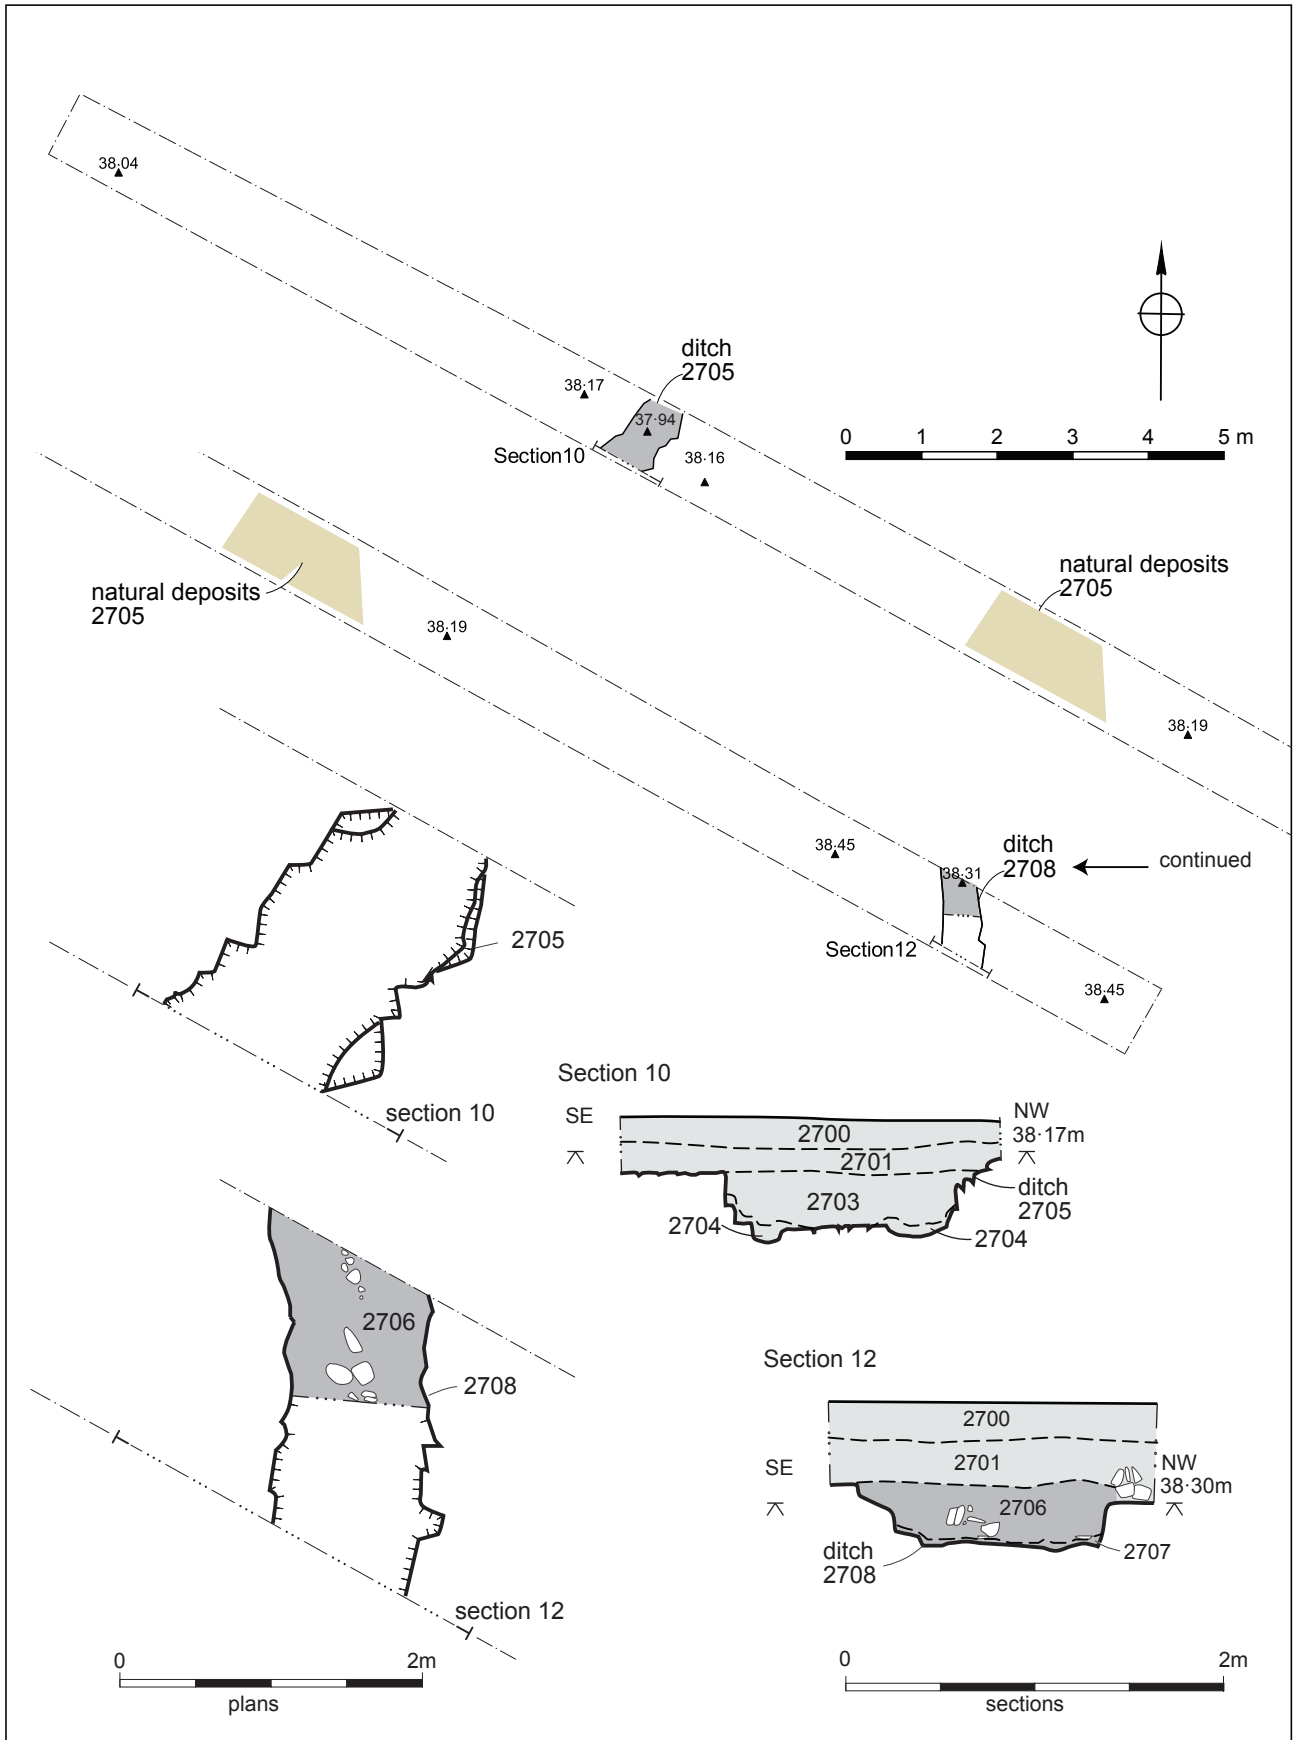 38·04
ditch
2705
38·17
37·94
Section10
38·16
0 1 2 3 4 5 m
natural deposits
2705
natural deposits
2705
38·19
38·19
38·45
ditch
2708
continued
38·31
Section12
38·45
2705
section 10
Section 10
SE
NW
38·17m
2700
2701
2703
ditch
2705
2704
2704
2706
2708
section 12
Section 12
SE
NW
38·30m
2700
2701
2706
2707
ditch
2708
0 2m
plans
0 2m
sections